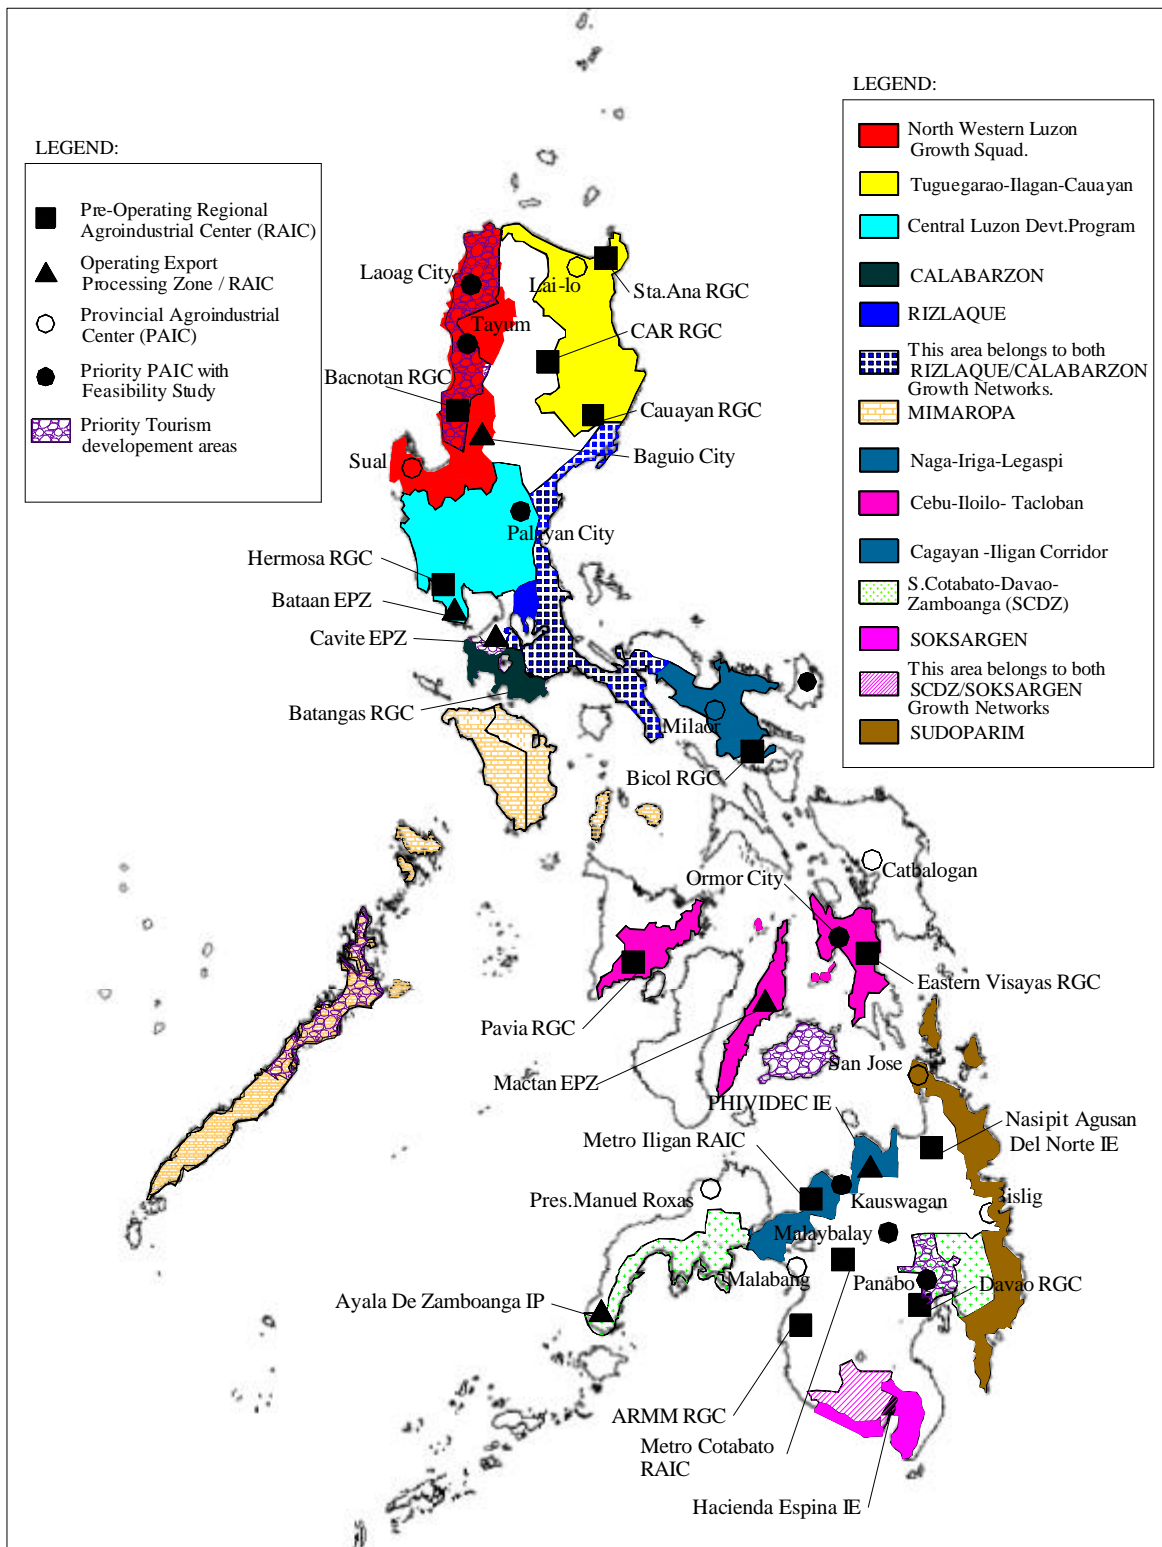 LEGEND:
Pre-Operating Regional
Agroindustrial Center (RAIC)
Operating Export
Processing Zone / RAIC
Provincial Agroindustrial
Center (PAIC)
Priority PAIC with
Feasibility Study
Priority Tourism
developement areas
LEGEND:
North Western Luzon
Growth Squad.
Tuguegarao-Ilagan-Cauayan
Central Luzon Devt.Program
CALABARZON
RIZLAQUE
This area belongs to both
RIZLAQUE/CALABARZON
Growth Networks.
MIMAROPA
Naga-Iriga-Legaspi
Cebu-Iloilo- Tacloban
Cagayan -Iligan Corridor
S.Cotabato-Davao-
Zamboanga (SCDZ)
SOKSARGEN
This area belongs to both
SCDZ/SOKSARGEN
Growth Networks
SUDOPARIM
Laoag City
Lai-lo
Sta.Ana RGC
Tayum
CAR RGC
Bacnotan RGC
Cauayan RGC
Baguio City
Sual
Palayan City
Hermosa RGC
Bataan EPZ
Cavite EPZ
Batangas RGC
Milaor
Bicol RGC
Catbalogan
Ormor City
Eastern Visayas RGC
Pavia RGC
San Jose
Mactan EPZ
PHIVIDEC IE
Metro Iligan RAIC
Nasipit Agusan
Del Norte IE
Pres.Manuel Roxas
Kauswagan
Bislig
Malaybalay
Malabang
Panabo
Davao RGC
Ayala De Zamboanga IP
ARMM RGC
Metro Cotabato
RAIC
Hacienda Espina IE